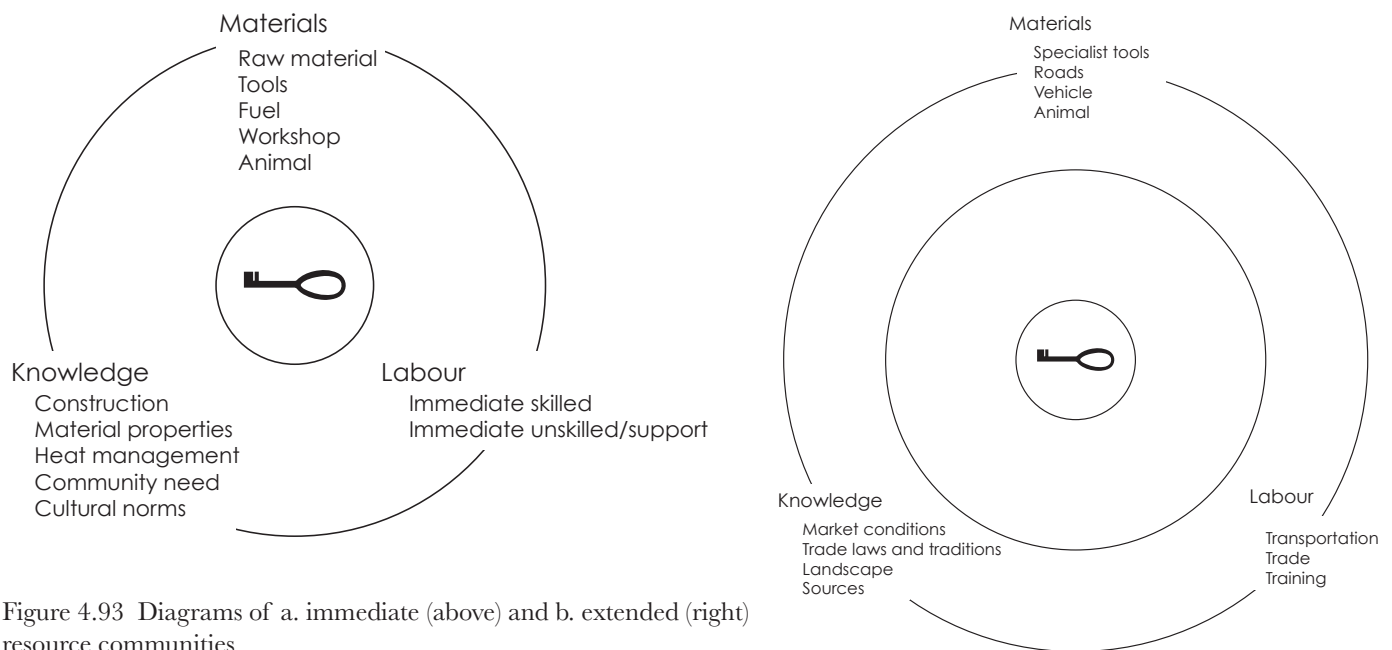 Materials
Raw material
Tools
Fuel
Workshop
Animal
Knowledge
Construction
Material properties
Heat management
Community need
Cultural norms
Labour
Immediate skilled
Immediate unskilled/support
Materials
Specialist tools
Roads
Vehicle
Animal
Knowledge
Market conditions
Trade laws and traditions
Landscape
Sources
Labour
Transportation
Trade
Training
Figure 4.93 Diagrams of a. immediate (above) and b. extended (right)
resource communities